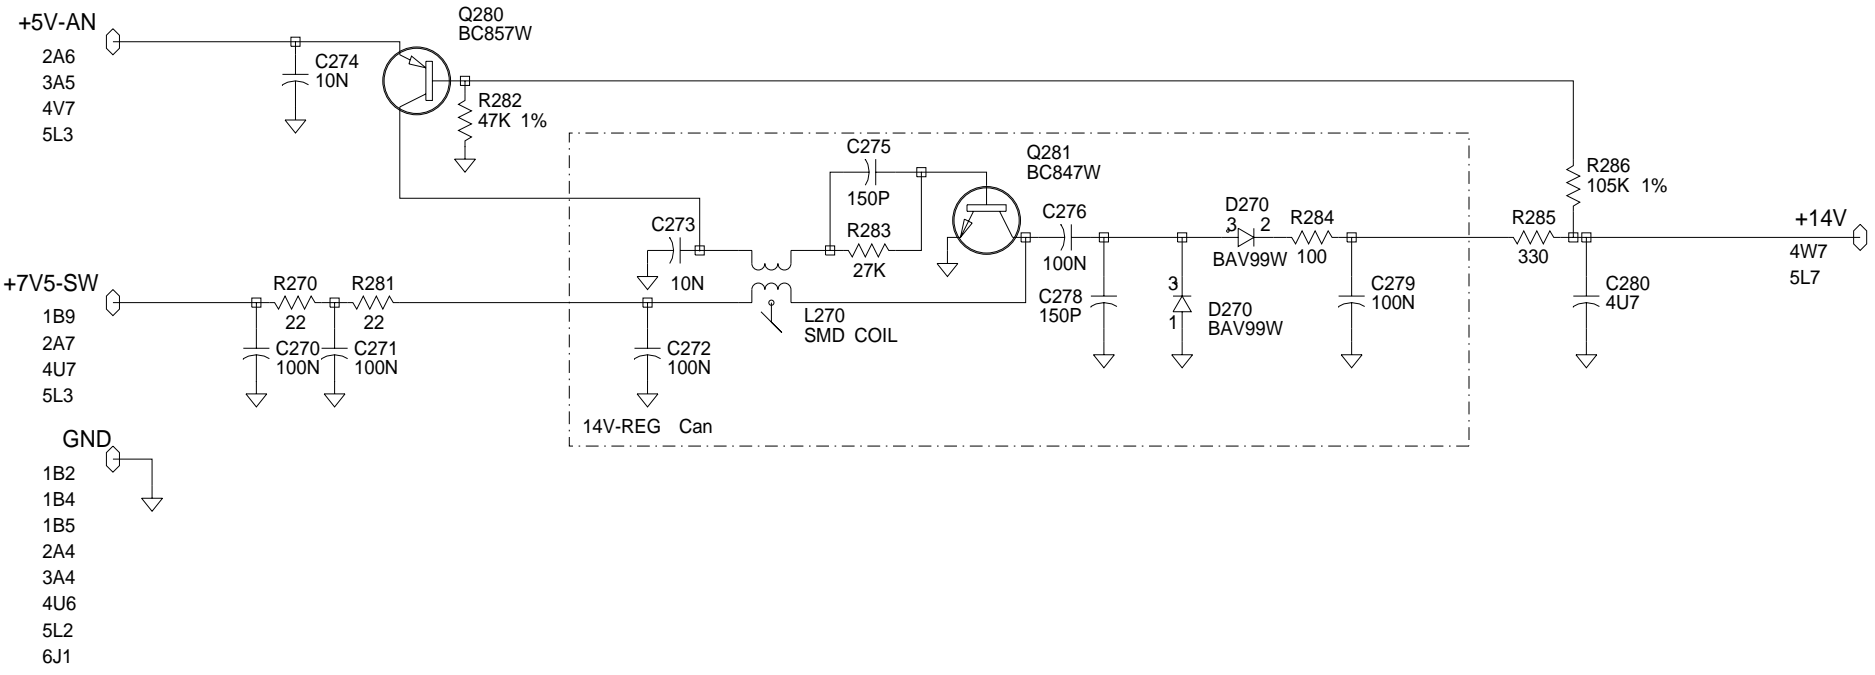 +5V-AN
2A6
3A5
4V7
5L3
C274
10N
Q280
BC857W
R282
47K 1%
C275
150P
Q281
BC847W
R286
105K 1%
C273
10N
R283
27K
C276
100N
D270
3 2
BAV99W
R284
100
R285
330
+14V
4W7
5L7
+7V5-SW
1B9
2A7
4U7
5L3
R270
22
R281
22
C270
100N
C271
100N
C272
100N
L270
SMD COIL
C278
150P
3
1
D270
BAV99W
C279
100N
C280
4U7
14V-REG Can
GND
1B2
1B4
1B5
2A4
3A4
4U6
5L2
6J1